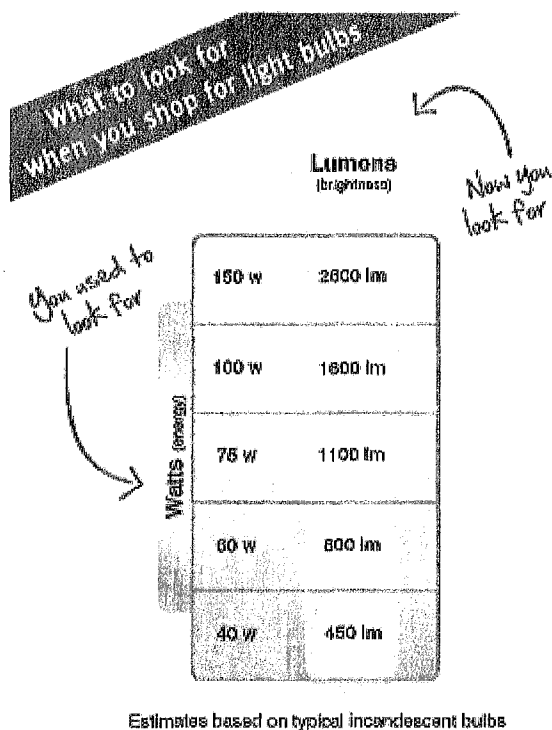 What to look for
when you shop for light bulbs
Lumens
(brightness)
Now you
look for
You used to
look for
Watts (energy)
150 w 2600 lm
100 w 1600 lm
75 w 1100 lm
60 w 800 lm
40 w 450 lm
Estimates based on typical incandescent bulbs